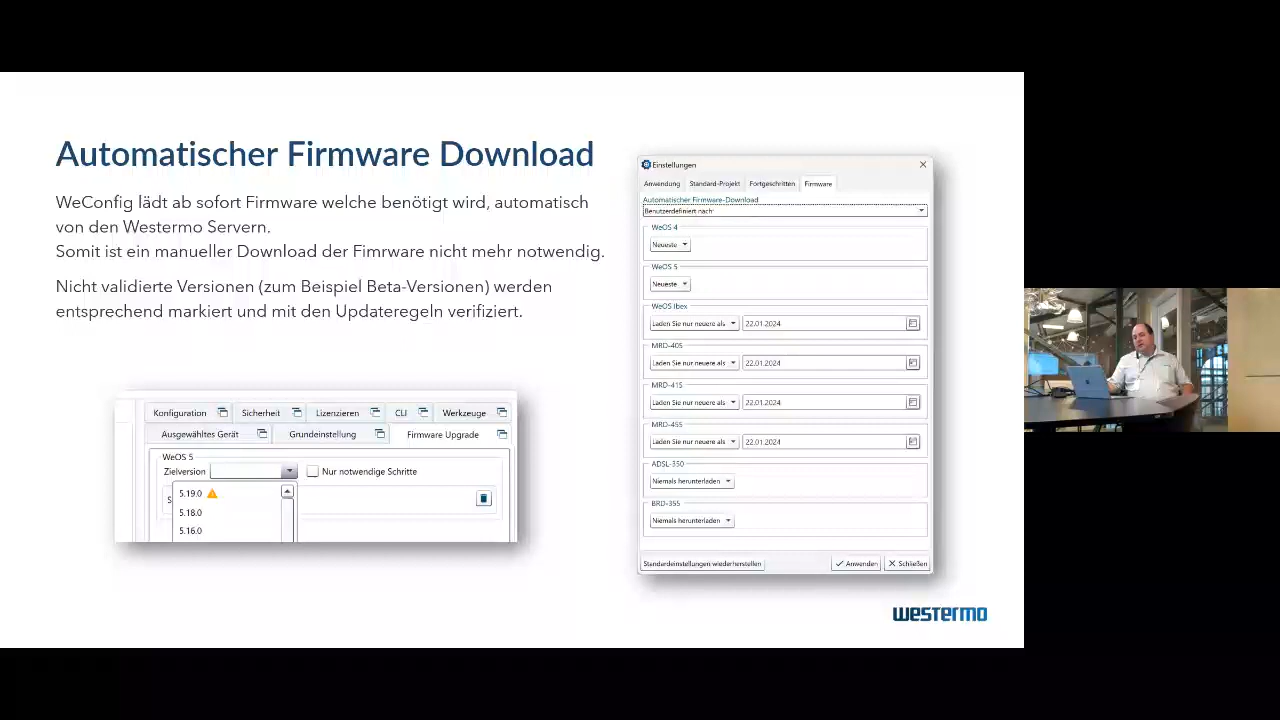 Automatischer Firmware Download
WeConfig lädt ab sofort Firmware welche benötigt wird, automatisch
von den Westermo Servern.
Somit ist ein manueller Download der Fimrware nicht mehr notwendig.
Nicht validierte Versionen (zum Beispiel Beta-Versionen) werden
entsprechend markiert und mit den Updateregeln verifiziert.
Konfiguration Sicherheit Lizenzieren CLI Werkzeuge
Ausgewähltes Gerät Grundeinstellung Firmware Upgrade
WeOS 5
Zielversion Nur notwendige Schritte
S
5.19.0
5.18.0
5.16.0
Einstellungen
Anwendung Standard-Projekt Fortgeschritten Firmware
Automatischer Firmware-Download
Benutzerdefiniert nach
WeOS 4
Neueste
WeOS 5
Neueste
WeOS Ibex
Laden Sie nur neuere als 22.01.2024
MRD-405
Laden Sie nur neuere als 22.01.2024
MRD-415
Laden Sie nur neuere als 22.01.2024
MRD-455
Laden Sie nur neuere als 22.01.2024
ADSL-350
Niemals herunterladen
BRD-355
Niemals herunterladen
Standardeinstellungen wiederherstellen Anwenden Schließen
westermo